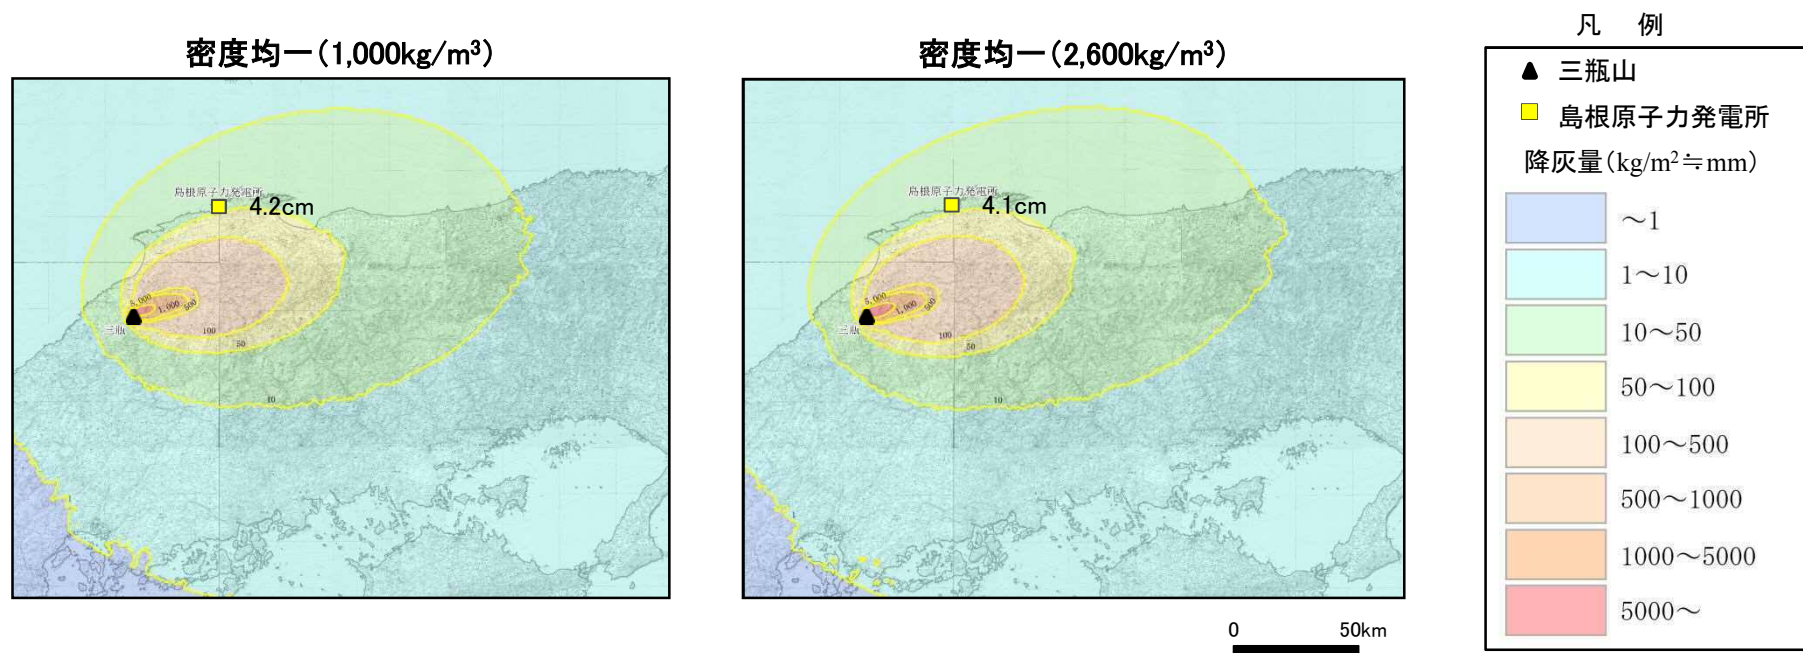 密度均一(1,000kg/m³)
島根原子力発電所
4.2cm
5,000
1,000
500
三瓶
100
50
10
密度均一(2,600kg/m³)
島根原子力発電所
4.1cm
5,000
1,000
500
三瓶
100
50
10
0 50km
凡 例
三瓶山
島根原子力発電所
降灰量(kg/m²≒mm)
～1
1～10
10～50
50～100
100～500
500～1000
1000～5000
5000～